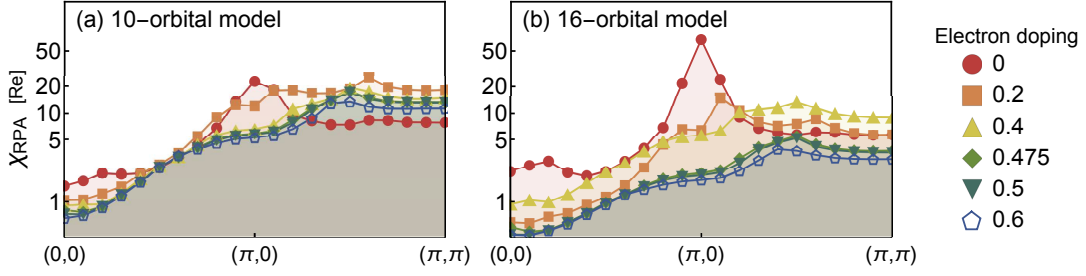 (a) 10−orbital model
(b) 16−orbital model
χRPA [Re]
50
20
10
5
1
(0,0)
(π,0)
(π,π)
50
20
10
5
1
(0,0)
(π,0)
(π,π)
Electron doping
0
0.2
0.4
0.475
0.5
0.6